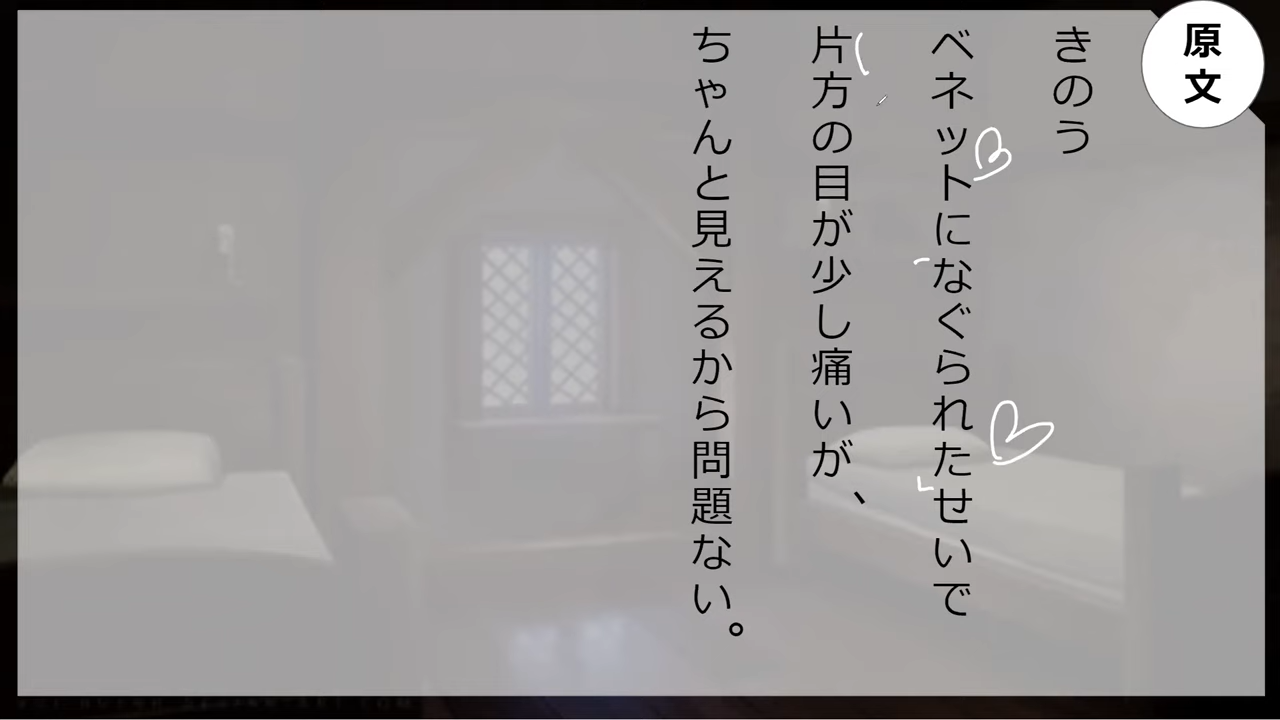 原文
きのう
ベネットになぐられたせいで
片方の目が少し痛いが、
ちゃんと見えるから問題ない。